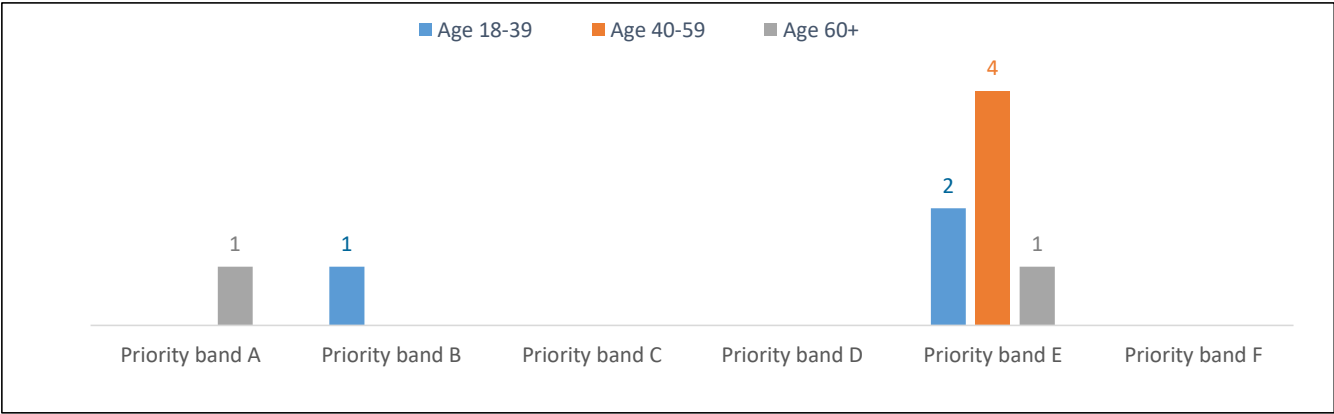 Age 18-39 Age 40-59 Age 60+
4
2
1 1 1
Priority band A Priority band B Priority band C Priority band D Priority band E Priority band F